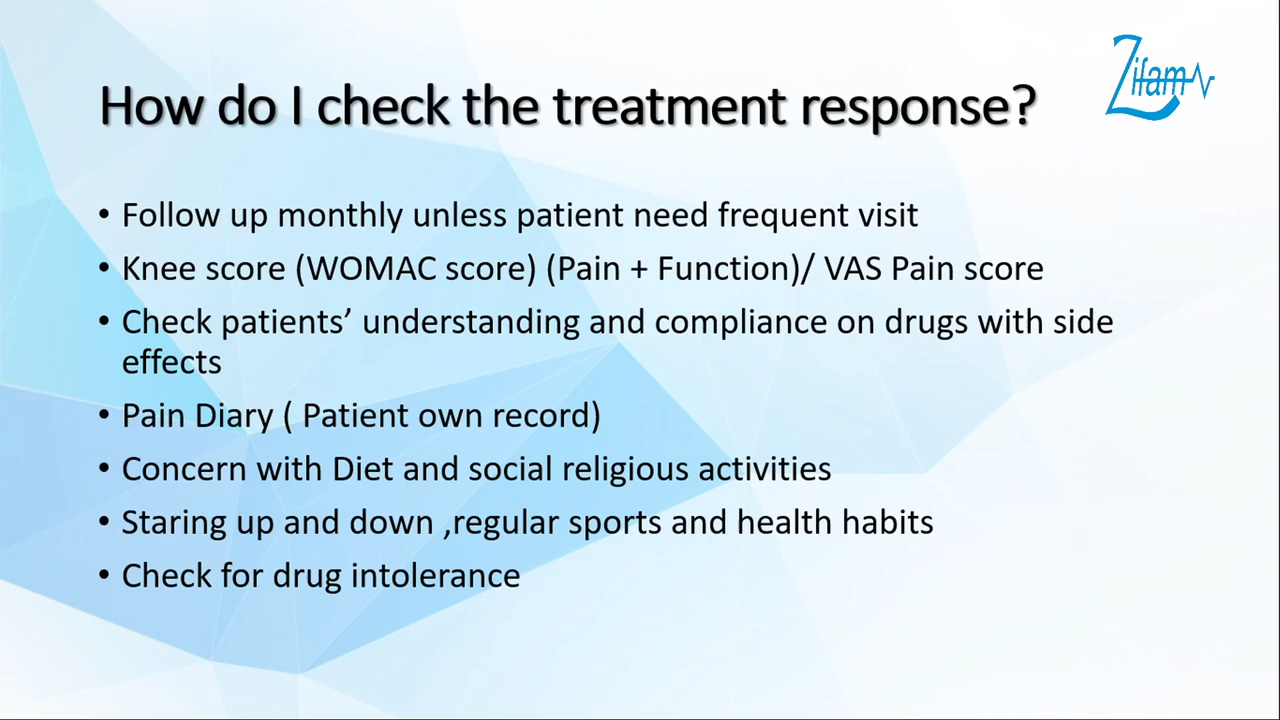 Zifam
How do I check the treatment response?
• Follow up monthly unless patient need frequent visit
• Knee score (WOMAC score) (Pain + Function)/ VAS Pain score
• Check patients’ understanding and compliance on drugs with side
effects
• Pain Diary ( Patient own record)
• Concern with Diet and social religious activities
• Staring up and down ,regular sports and health habits
• Check for drug intolerance